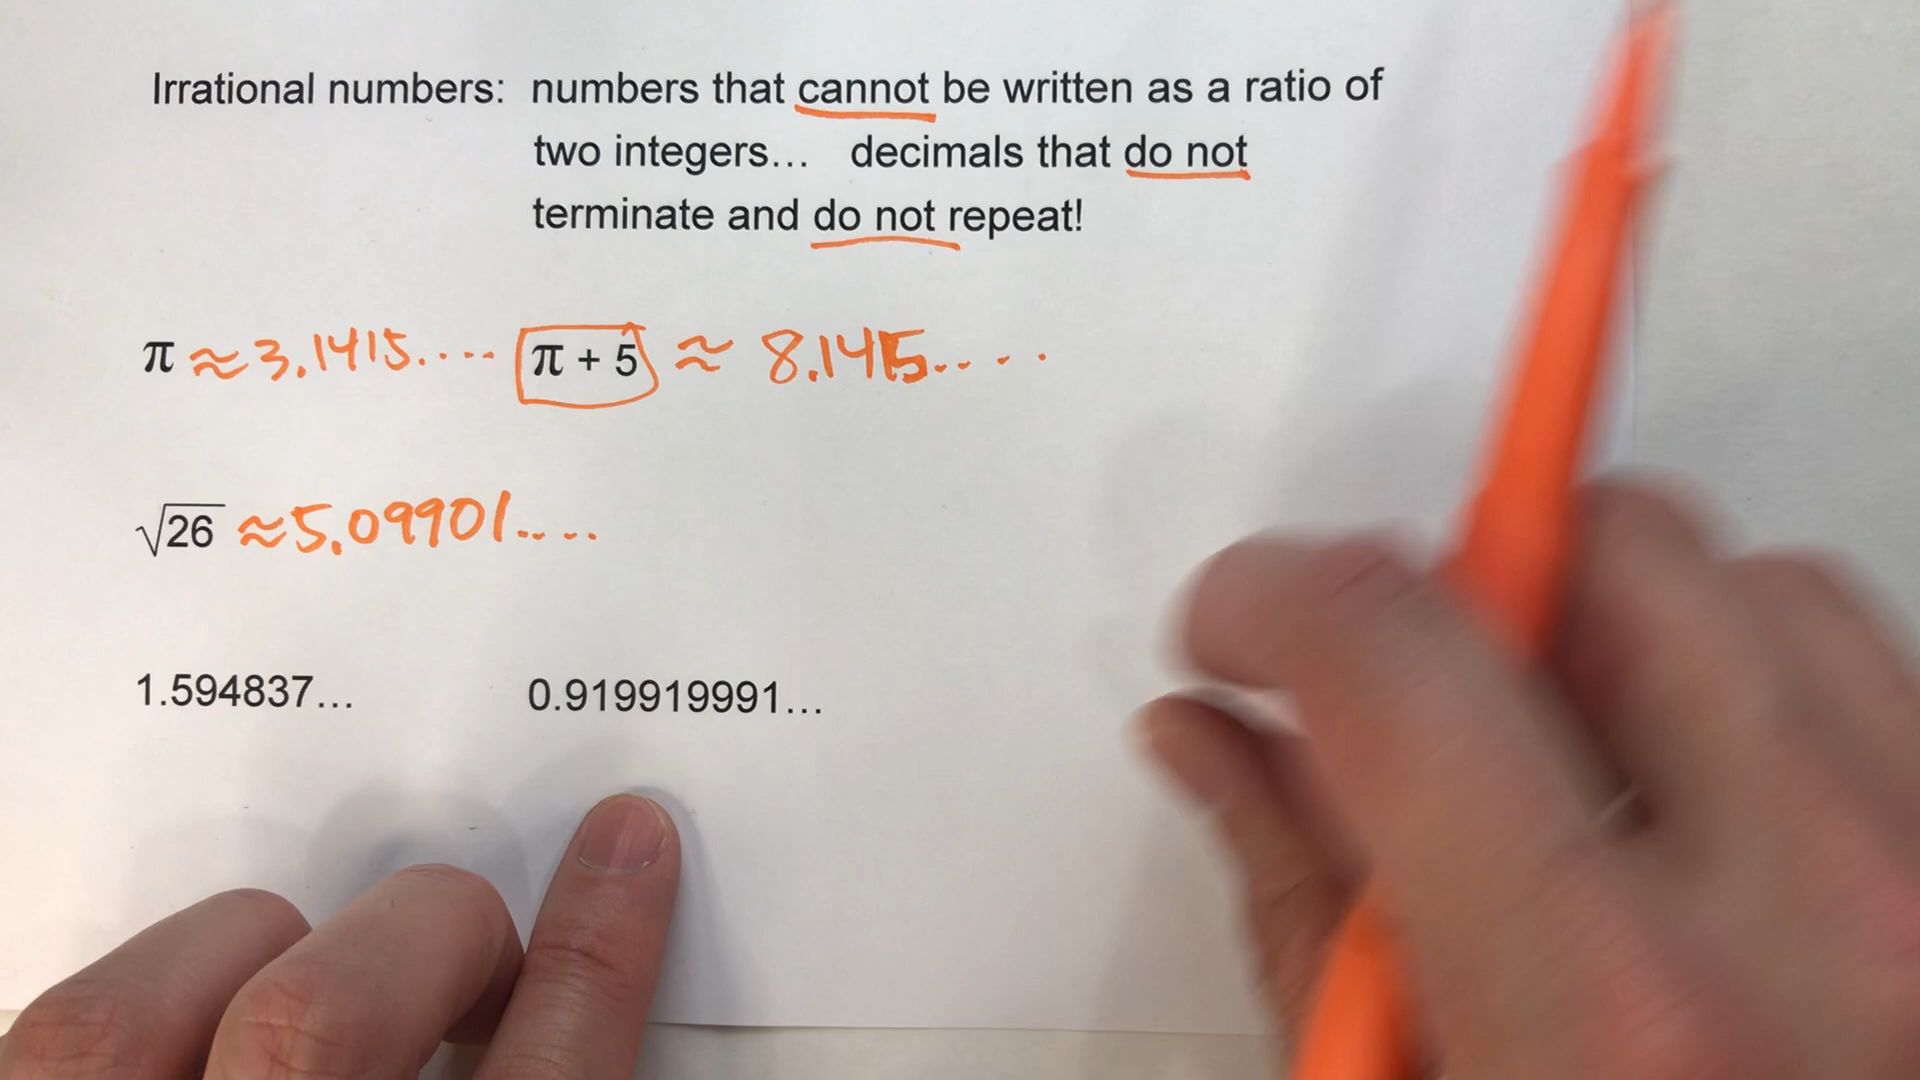 Irrational numbers: numbers that cannot be written as a ratio of
two integers... decimals that do not
terminate and do not repeat!
π ≈ 3.1415.... π + 5 ≈ 8.1415....
√26 ≈ 5.09901....
1.594837... 0.919919991...